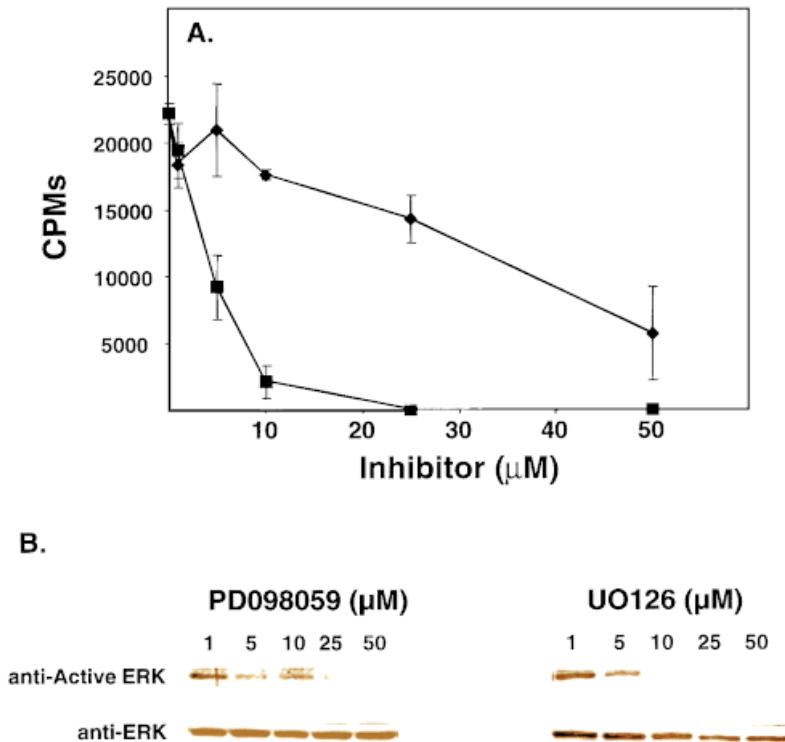 A.
25000
20000
15000
10000
5000
CPMs
10 20 30 40 50
Inhibitor (µM)
B.
PD098059 (µM) UO126 (µM)
1 5 10 25 50 1 5 10 25 50
anti-Active ERK
anti-ERK